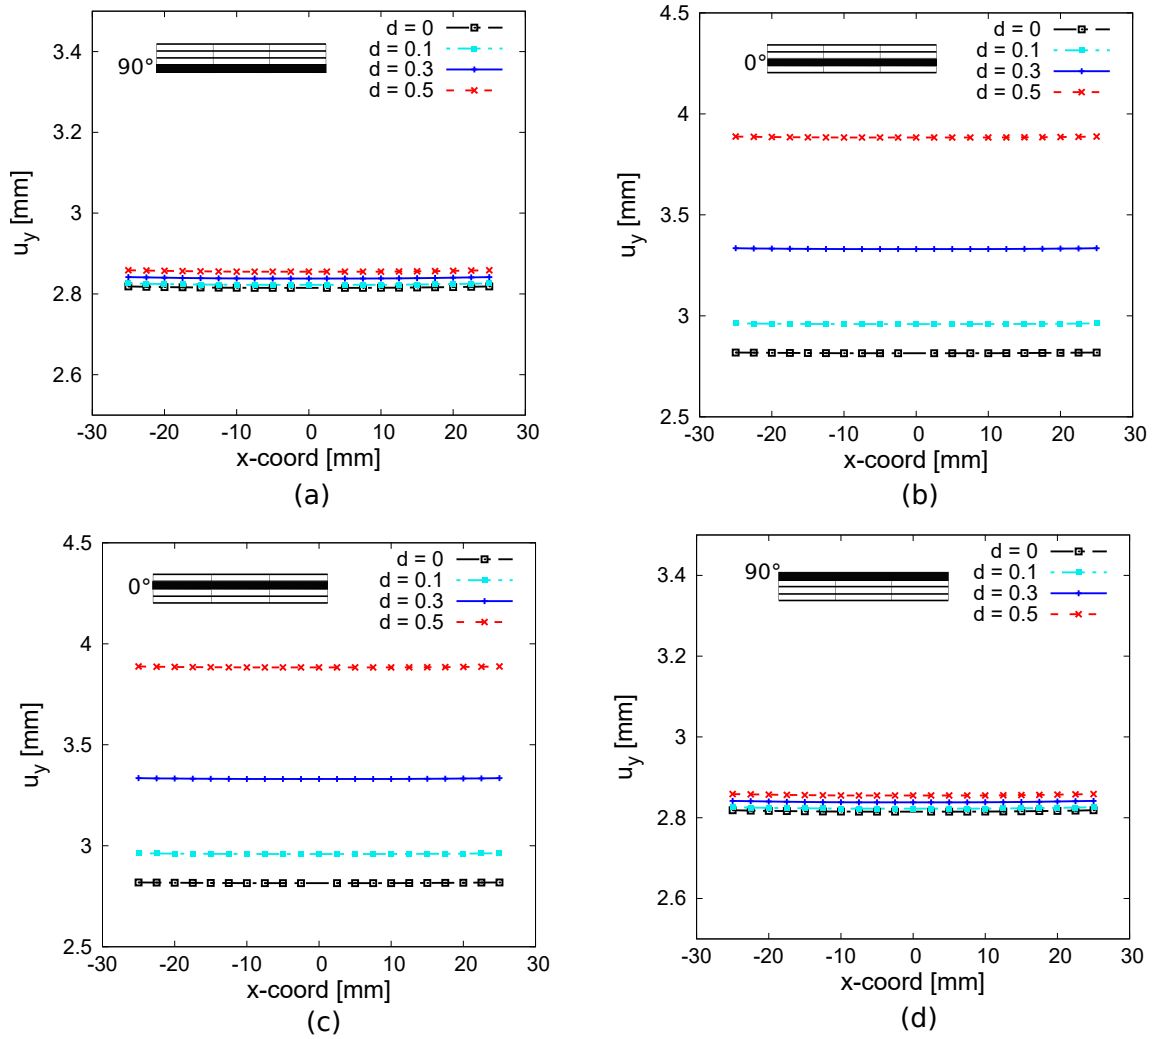 3.4
3.2
3
2.8
2.6
u_y [mm]
90°
d = 0
d = 0.1
d = 0.3
d = 0.5
-30 -20 -10 0 10 20 30
x-coord [mm]
(a)
4.5
4
3.5
3
2.5
u_y [mm]
0°
d = 0
d = 0.1
d = 0.3
d = 0.5
-30 -20 -10 0 10 20 30
x-coord [mm]
(b)
4.5
4
3.5
3
2.5
u_y [mm]
0°
d = 0
d = 0.1
d = 0.3
d = 0.5
-30 -20 -10 0 10 20 30
x-coord [mm]
(c)
3.4
3.2
3
2.8
2.6
u_y [mm]
90°
d = 0
d = 0.1
d = 0.3
d = 0.5
-30 -20 -10 0 10 20 30
x-coord [mm]
(d)